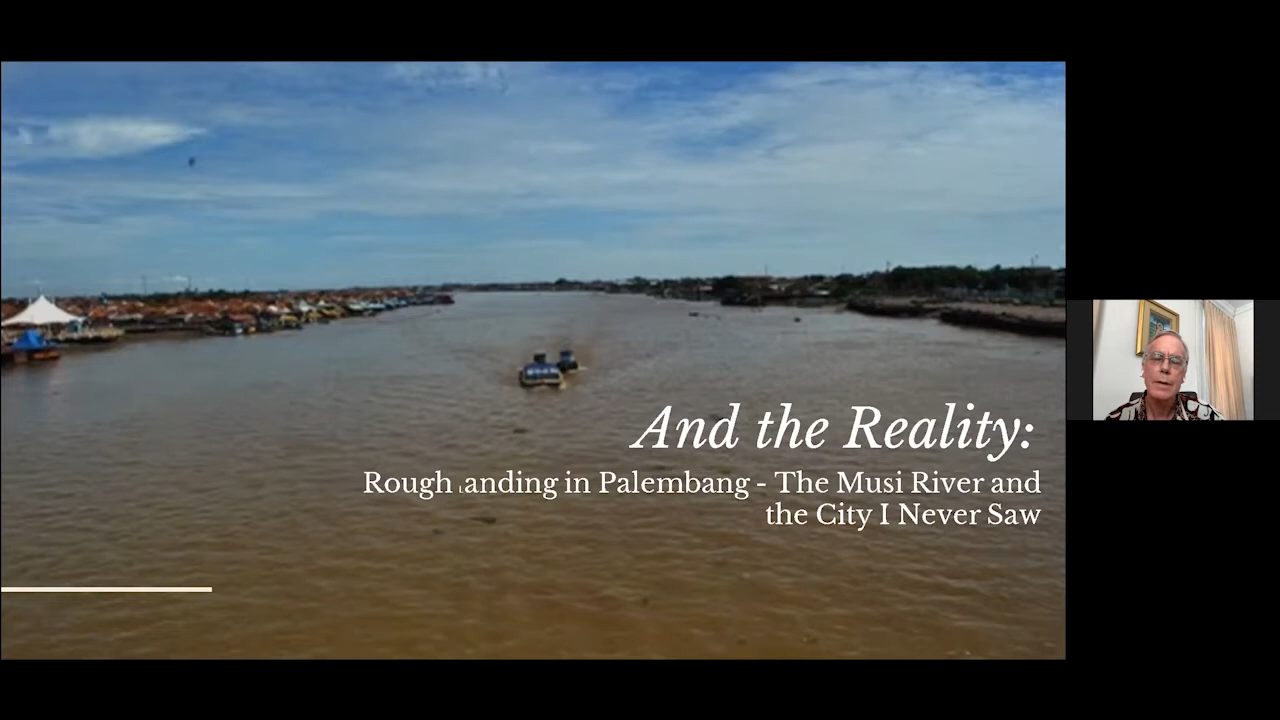 And the Reality:
Rough Landing in Palembang - The Musi River and
the City I Never Saw